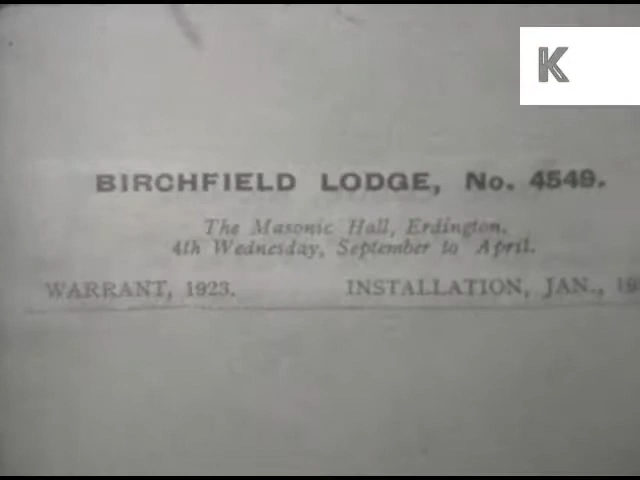 K
BIRCHFIELD LODGE, No. 4549.
The Masonic Hall, Erdington.
4th Wednesday, September to April.
WARRANT, 1923. INSTALLATION, JAN., 19